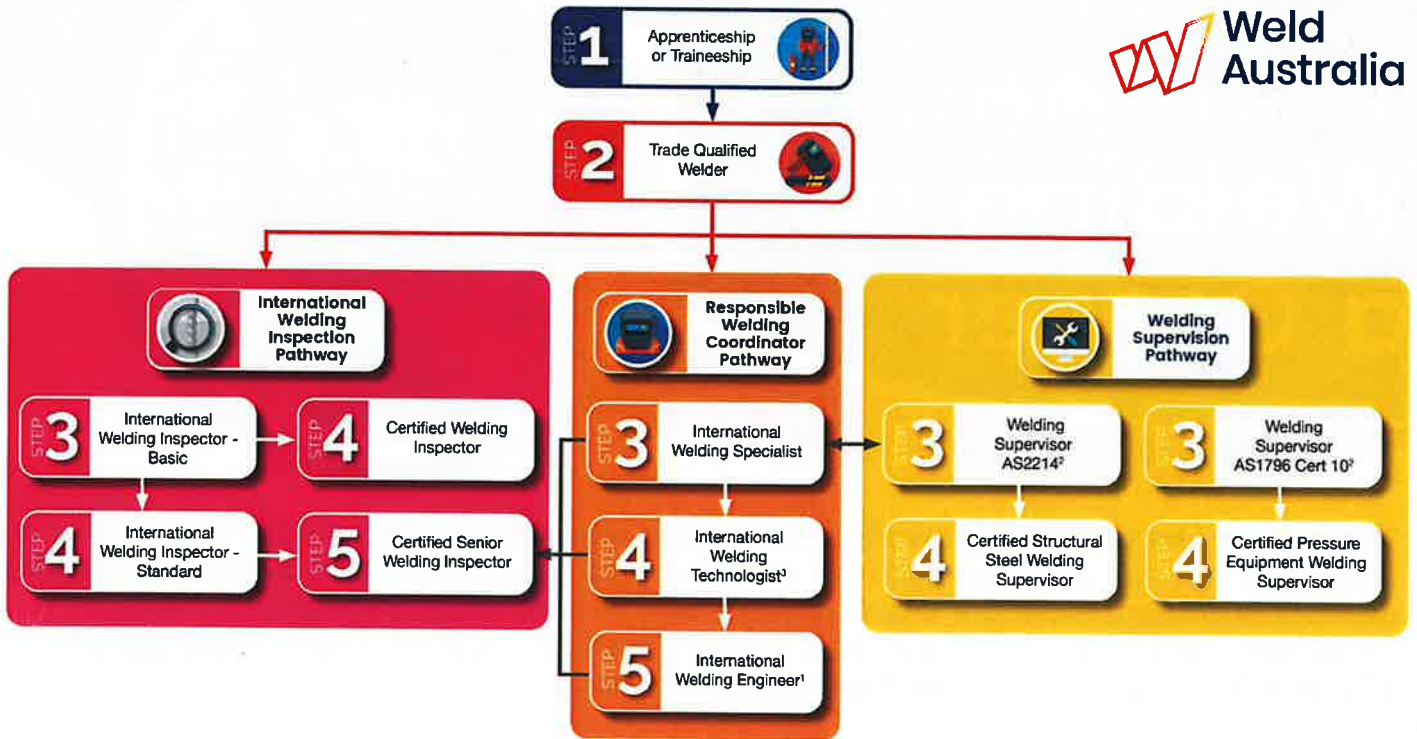 Weld
Australia
STEP 1
Apprenticeship
or Traineeship
STEP 2
Trade Qualified
Welder
International
Welding
Inspection
Pathway
STEP 3
International
Welding Inspector -
Basic
STEP 4
Certified Welding
Inspector
STEP 4
International
Welding Inspector -
Standard
STEP 5
Certified Senior
Welding Inspector
Responsible
Welding
Coordinator
Pathway
STEP 3
International
Welding Specialist
STEP 4
International
Welding
Technologist³
STEP 5
International
Welding Engineer¹
Welding
Supervision
Pathway
STEP 3
Welding
Supervisor
AS2214²
STEP 3
Welding
Supervisor
AS1796 Cert 10²
STEP 4
Certified Structural
Steel Welding
Supervisor
STEP 4
Certified Pressure
Equipment Welding
Supervisor